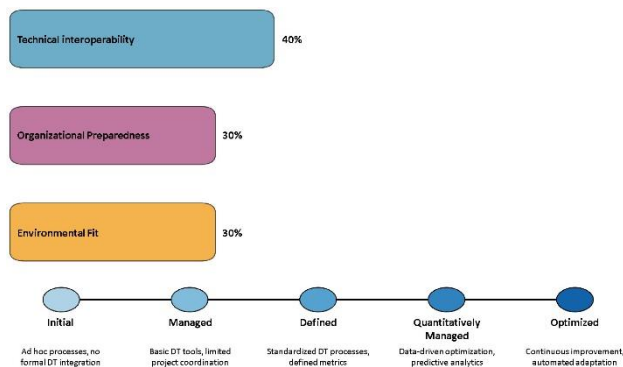 Technical interoperability
40%
Organizational Preparedness
30%
Environmental Fit
30%
Initial
Managed
Defined
Quantitatively
Managed
Optimized
Ad hoc processes, no
formal DT integration
Basic DT tools, limited
project coordination
Standardized DT processes,
defined metrics
Data-driven optimization,
predictive analytics
Continuous improvement,
automated adaptation